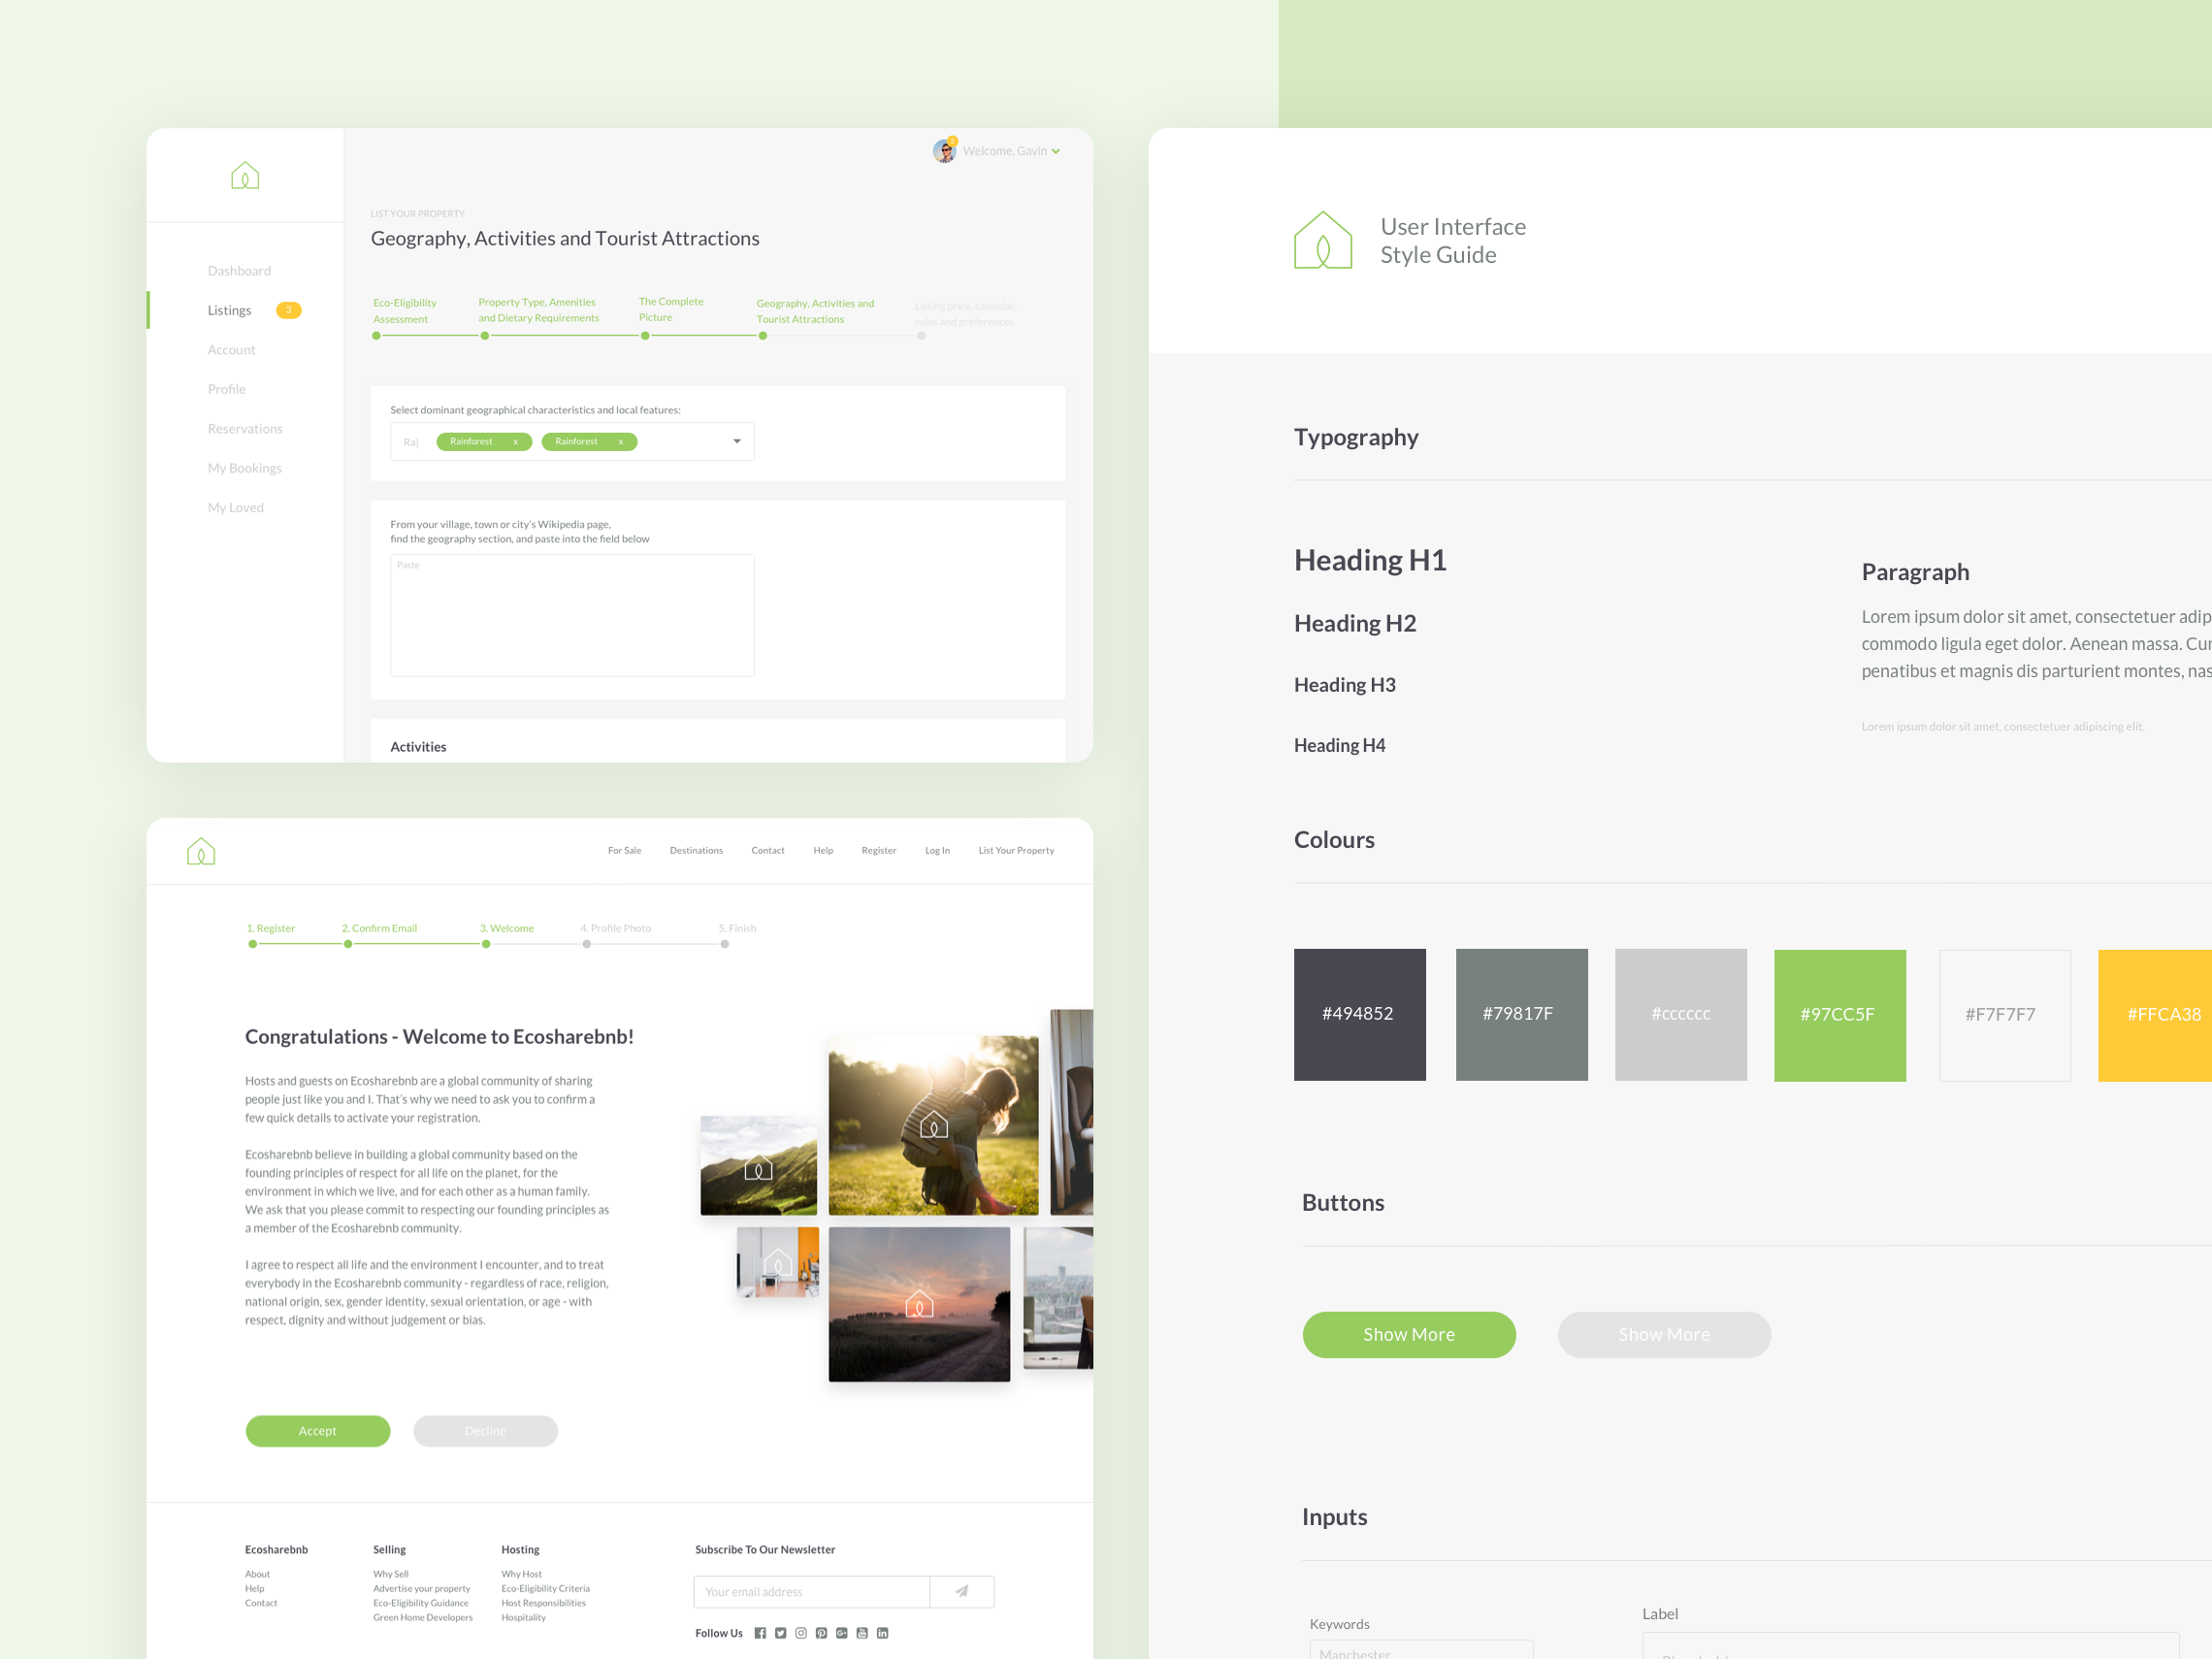 Welcome, Gavin
LIST YOUR PROPERTY
Geography, Activities and Tourist Attractions
Dashboard
Listings 3
Account
Profile
Reservations
My Bookings
My Loved
Eco-Eligibility
Assessment
Property Type, Amenities
and Dietary Requirements
The Complete
Picture
Geography, Activities and
Tourist Attractions
Listing price, calendar,
rules and preferences
Select dominant geographical characteristics and local features:
Ra| Rainforest x Rainforest x
From your village, town or city's Wikipedia page,
find the geography section, and paste into the field below
Paste
Activities
For Sale Destinations Contact Help Register Log In List Your Property
1. Register 2. Confirm Email 3. Welcome 4. Profile Photo 5. Finish
Congratulations - Welcome to Ecosharebnb!
Hosts and guests on Ecosharebnb are a global community of sharing
people just like you and I. That's why we need to ask you to confirm a
few quick details to activate your registration.
Ecosharebnb believe in building a global community based on the
founding principles of respect for all life on the planet, for the
environment in which we live, and for each other as a human family.
We ask that you please commit to respecting our founding principles as
a member of the Ecosharebnb community.
I agree to respect all life and the environment I encounter, and to treat
everybody in the Ecosharebnb community - regardless of race, religion,
national origin, sex, gender identity, sexual orientation, or age - with
respect, dignity and without judgement or bias.
Accept Decline
Ecosharebnb
About
Help
Contact
Selling
Why Sell
Advertise your property
Eco-Eligibility Guidance
Green Home Developers
Hosting
Why Host
Eco-Eligibility Criteria
Host Responsibilities
Hospitality
Subscribe To Our Newsletter
Your email address
Follow Us
User Interface
Style Guide
Typography
Heading H1
Heading H2
Heading H3
Heading H4
Paragraph
Lorem ipsum dolor sit amet, consectetuer adip
commodo ligula eget dolor. Aenean massa. Cu
penatibus et magnis dis parturient montes, nas
Lorem ipsum dolor sit amet, consectetuer adipiscing elit.
Colours
#494852 #79817F #cccccc #97CC5F #F7F7F7 #FFCA38
Buttons
Show More Show More
Inputs
Keywords
Manchester
Label